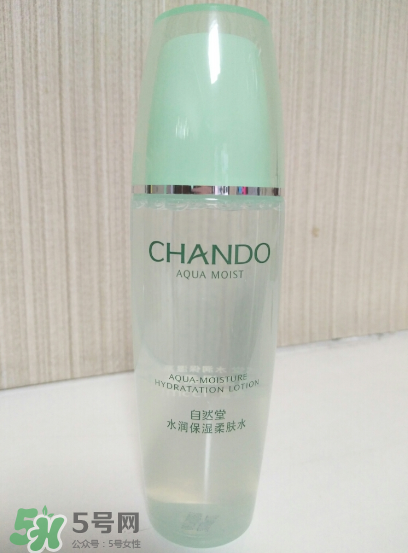 CHANDO
AQUA MOIST
AQUA-MOISTURE
HYDRATATION LOTION
自然堂
水润保湿柔肤水
5号网
公众号：5号女性